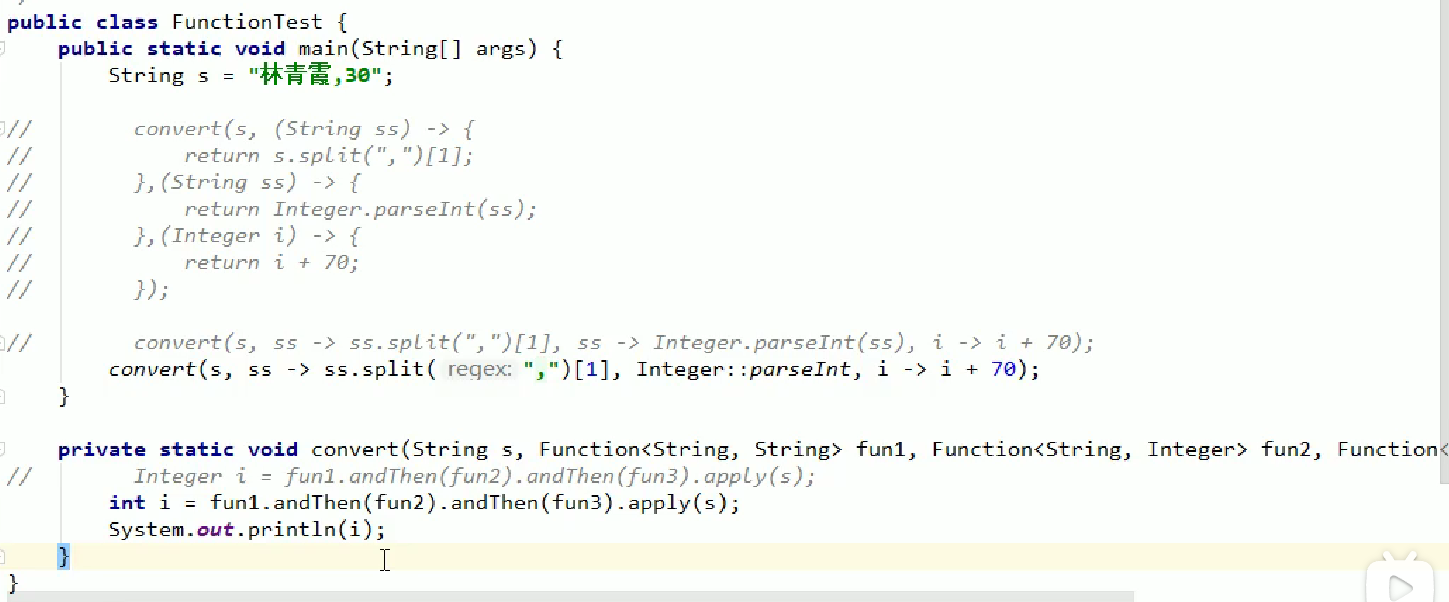 public class FunctionTest {
    public static void main(String[] args) {
        String s = "林青霞,30";
//        convert(s, (String ss) -> {
//            return s.split(",")[1];
//        },(String ss) -> {
//            return Integer.parseInt(ss);
//        },(Integer i) -> {
//            return i + 70;
//        });
//        convert(s, ss -> ss.split(",")[1], ss -> Integer.parseInt(ss), i -> i + 70);
        convert(s, ss -> ss.split( regex: ",")[1], Integer::parseInt, i -> i + 70);
    }
    private static void convert(String s, Function<String, String> fun1, Function<String, Integer> fun2, Function<
//        Integer i = fun1.andThen(fun2).andThen(fun3).apply(s);
        int i = fun1.andThen(fun2).andThen(fun3).apply(s);
        System.out.println(i);
    }
}